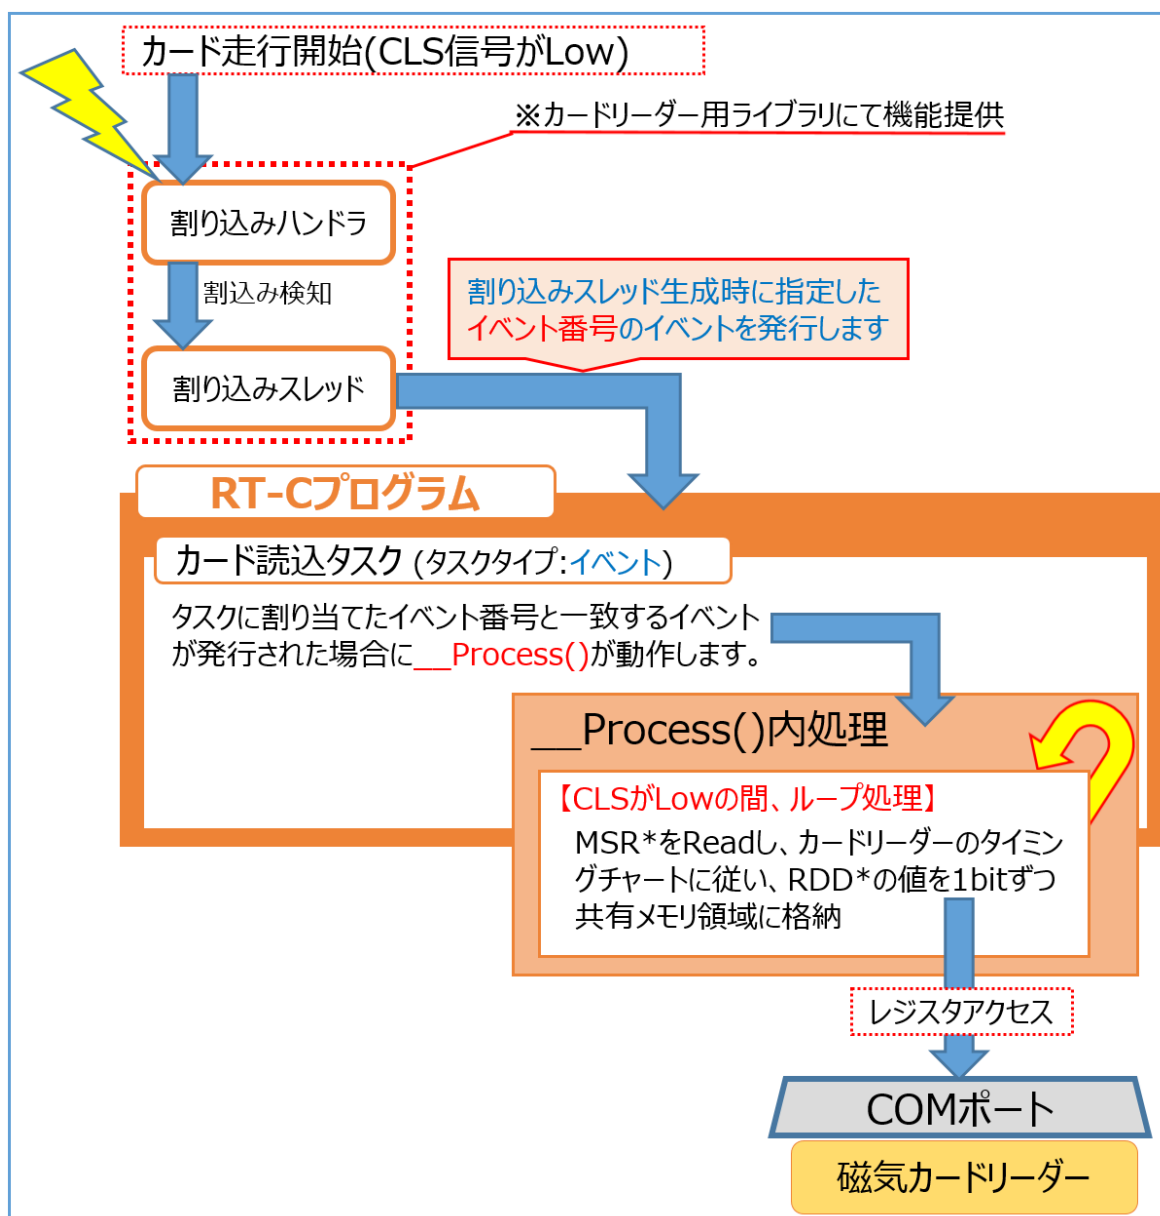 カード走行開始(CLS信号がLow)
※カードリーダー用ライブラリにて機能提供
割り込みハンドラ
割込み検知
割り込みスレッド生成時に指定した
イベント番号のイベントを発行します
割り込みスレッド
RT-Cプログラム
カード読込タスク (タスクタイプ:イベント)
タスクに割り当てたイベント番号と一致するイベント
が発行された場合に__Process()が動作します。
__Process()内処理
【CLSがLowの間、ループ処理】
MSR*をReadし、カードリーダーのタイミン
グチャートに従い、RDD*の値を1bitずつ
共有メモリ領域に格納
レジスタアクセス
COMポート
磁気カードリーダー